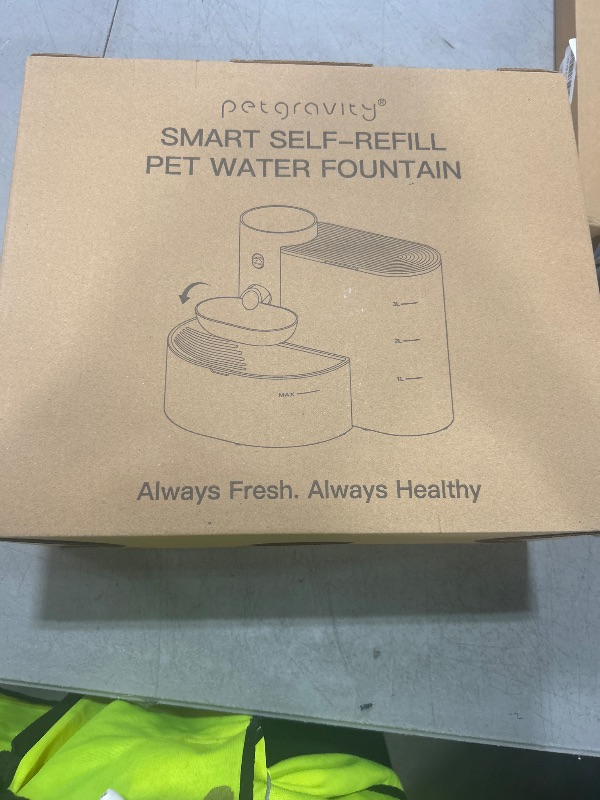 petgravity®
SMART SELF-REFILL
PET WATER FOUNTAIN
3L
2L
1L
MAX
Always Fresh. Always Healthy